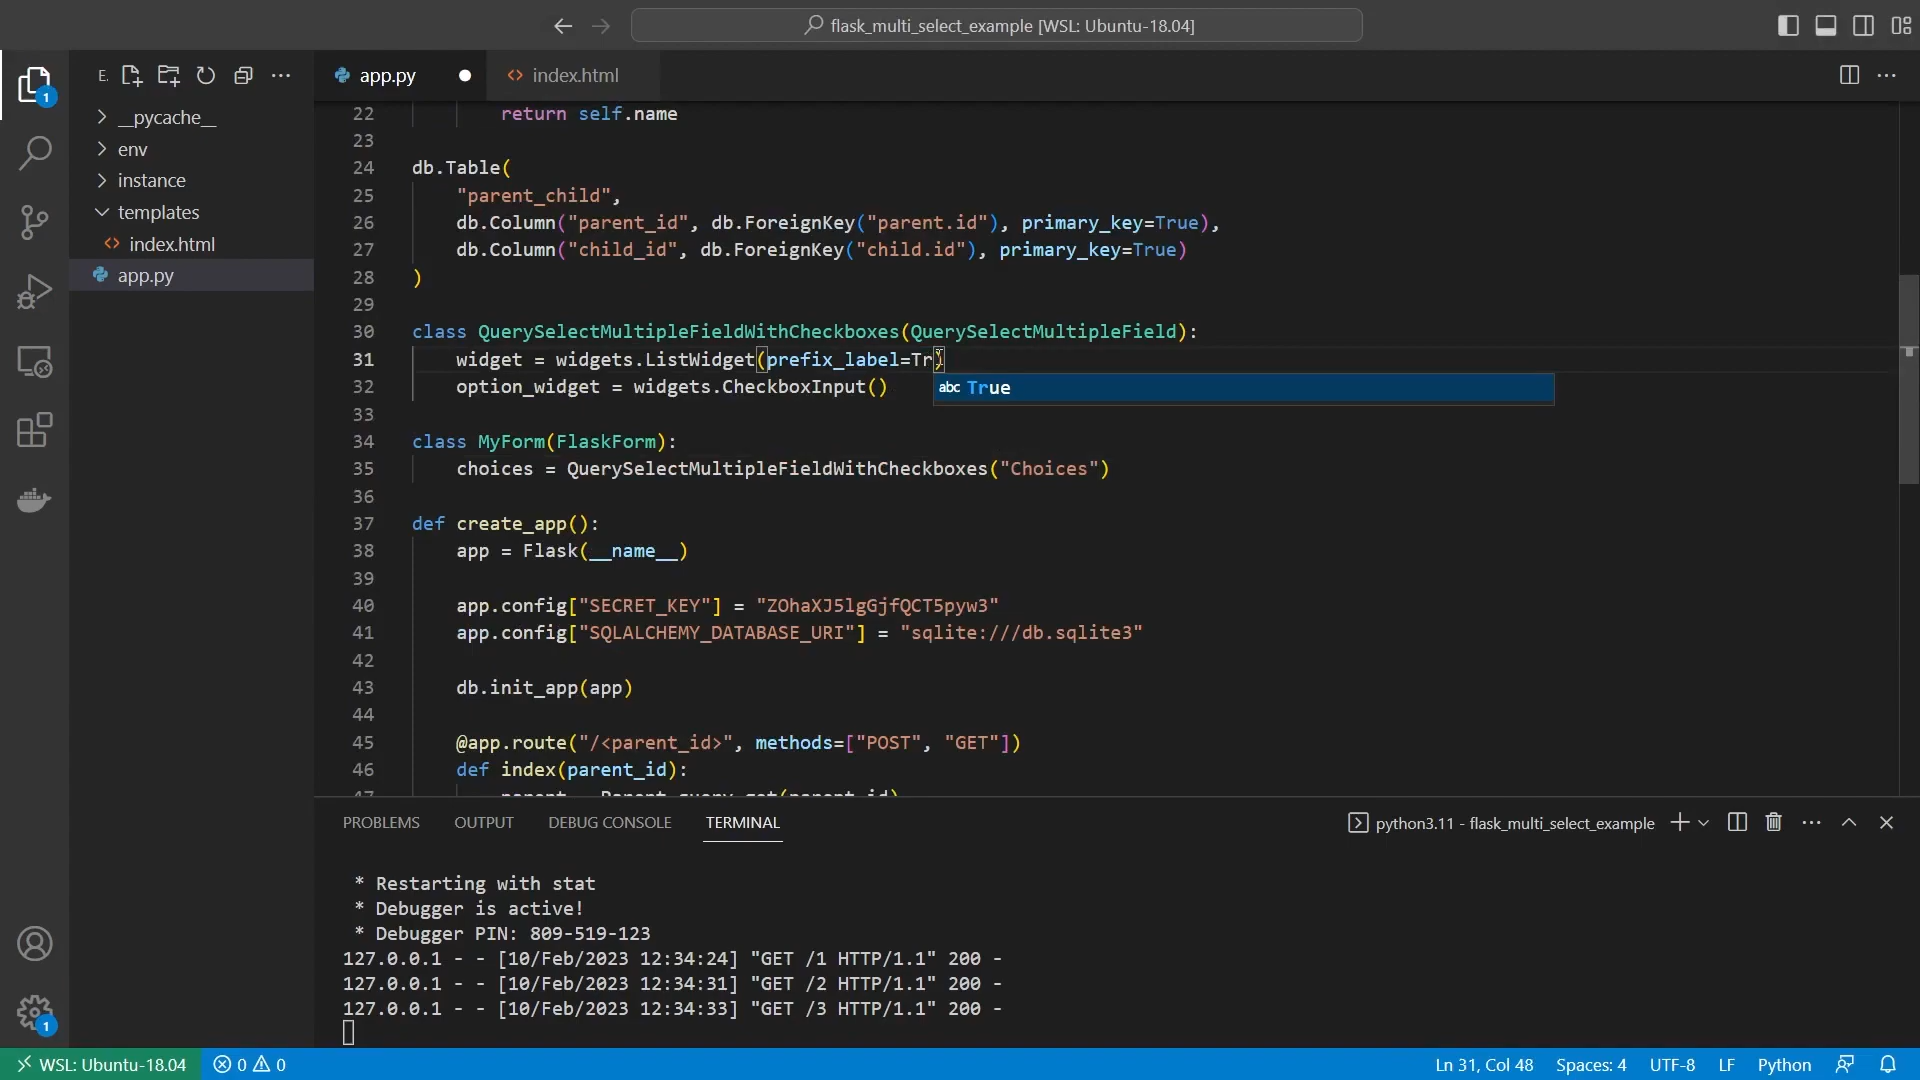 flask_multi_select_example [WSL: Ubuntu-18.04]
E.
app.py
index.html
1
__pycache__
env
instance
templates
index.html
app.py
22 return self.name
23
24 db.Table(
25 "parent_child",
26 db.Column("parent_id", db.ForeignKey("parent.id"), primary_key=True),
27 db.Column("child_id", db.ForeignKey("child.id"), primary_key=True)
28 )
29
30 class QuerySelectMultipleFieldWithCheckboxes(QuerySelectMultipleField):
31 widget = widgets.ListWidget(prefix_label=Tr)
abc True
32 option_widget = widgets.CheckboxInput()
33
34 class MyForm(FlaskForm):
35 choices = QuerySelectMultipleFieldWithCheckboxes("Choices")
36
37 def create_app():
38 app = Flask(__name__)
39
40 app.config["SECRET_KEY"] = "ZOhaXJ5lgGjfQCT5pyw3"
41 app.config["SQLALCHEMY_DATABASE_URI"] = "sqlite:///db.sqlite3"
42
43 db.init_app(app)
44
45 @app.route("/<parent_id>", methods=["POST", "GET"])
46 def index(parent_id):
47 parent = Parent.query.get(parent_id)
PROBLEMS OUTPUT DEBUG CONSOLE TERMINAL
python3.11 - flask_multi_select_example
* Restarting with stat
* Debugger is active!
* Debugger PIN: 809-519-123
127.0.0.1 - - [10/Feb/2023 12:34:24] "GET /1 HTTP/1.1" 200 -
127.0.0.1 - - [10/Feb/2023 12:34:31] "GET /2 HTTP/1.1" 200 -
127.0.0.1 - - [10/Feb/2023 12:34:33] "GET /3 HTTP/1.1" 200 -
1
WSL: Ubuntu-18.04 0 0 Ln 31, Col 48 Spaces: 4 UTF-8 LF Python